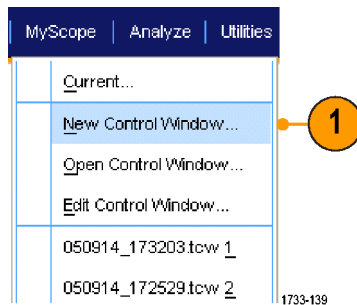 MyScope | Analyze | Utilities
Current...
New Control Window...
1
Open Control Window...
Edit Control Window...
050914_173203.tcw 1
050914_172529.tcw 2
1733-139